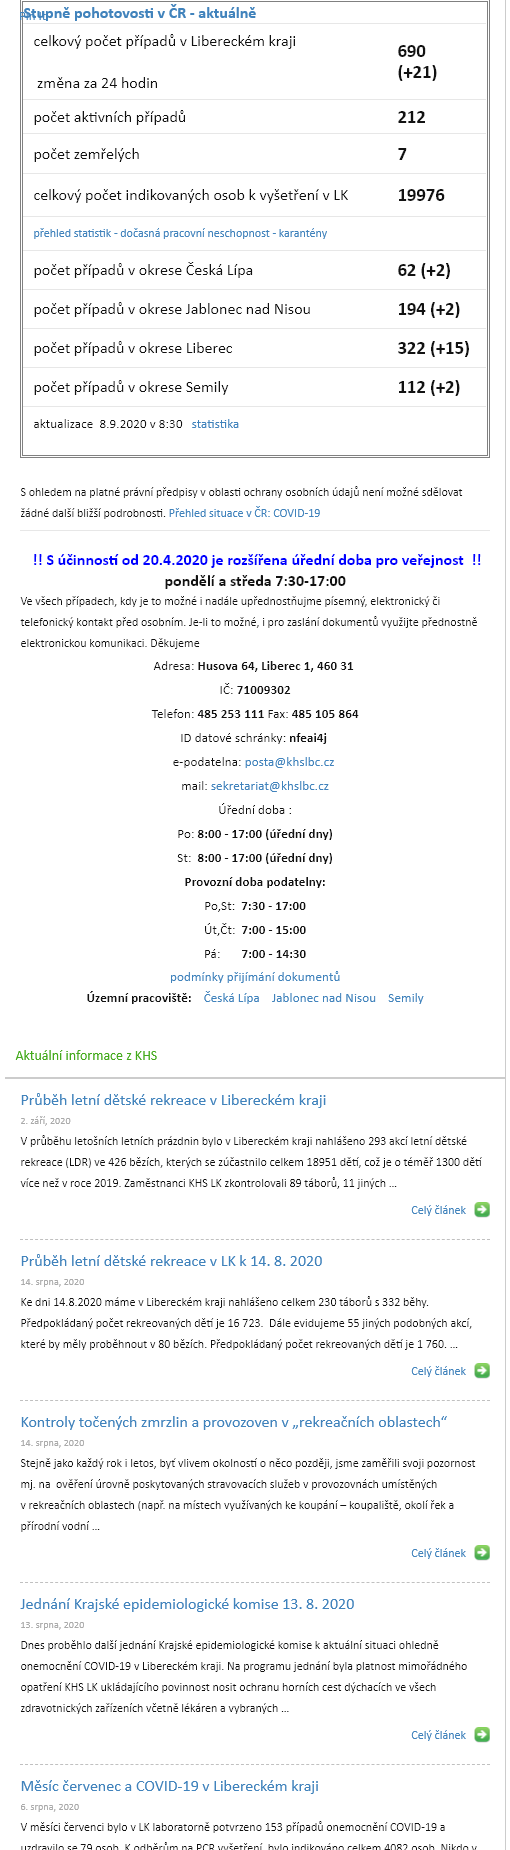 Stupně pohotovosti v ČR - aktuálně
celkový počet případů v Libereckém kraji
změna za 24 hodin
690
(+21)
počet aktivních případů 212
počet zemřelých 7
celkový počet indikovaných osob k vyšetření v LK 19976
přehled statistik - dočasná pracovní neschopnost - karantény
počet případů v okrese Česká Lípa 62 (+2)
počet případů v okrese Jablonec nad Nisou 194 (+2)
počet případů v okrese Liberec 322 (+15)
počet případů v okrese Semily 112 (+2)
aktualizace 8.9.2020 v 8:30 statistika
S ohledem na platné právní předpisy v oblasti ochrany osobních údajů není možné sdělovat
žádné další bližší podrobnosti. Přehled situace v ČR: COVID-19
!! S účinností od 20.4.2020 je rozšířena úřední doba pro veřejnost !!
pondělí a středa 7:30-17:00
Ve všech případech, kdy je to možné i nadále upřednostňujme písemný, elektronický či
telefonický kontakt před osobním. Je-li to možné, i pro zaslání dokumentů využijte přednostně
elektronickou komunikaci. Děkujeme
Adresa: Husova 64, Liberec 1, 460 31
IČ: 71009302
Telefon: 485 253 111 Fax: 485 105 864
ID datové schránky: nfeai4j
e-podatelna: posta@khslbc.cz
mail: sekretariat@khslbc.cz
Úřední doba :
Po: 8:00 - 17:00 (úřední dny)
St: 8:00 - 17:00 (úřední dny)
Provozní doba podatelny:
Po,St: 7:30 - 17:00
Út,Čt: 7:00 - 15:00
Pá: 7:00 - 14:30
podmínky přijímání dokumentů
Územní pracoviště: Česká Lípa Jablonec nad Nisou Semily
Aktuální informace z KHS
Průběh letní dětské rekreace v Libereckém kraji
2. září, 2020
V průběhu letošních letních prázdnin bylo v Libereckém kraji nahlášeno 293 akcí letní dětské
rekreace (LDR) ve 426 bězích, kterých se zúčastnilo celkem 18951 dětí, což je o téměř 1300 dětí
více než v roce 2019. Zaměstnanci KHS LK zkontrolovali 89 táborů, 11 jiných ...
Celý článek
Průběh letní dětské rekreace v LK k 14. 8. 2020
14. srpna, 2020
Ke dni 14.8.2020 máme v Libereckém kraji nahlášeno celkem 230 táborů s 332 běhy.
Předpokládaný počet rekreovaných dětí je 16 723. Dále evidujeme 55 jiných podobných akcí,
které by měly proběhnout v 80 bězích. Předpokládaný počet rekreovaných dětí je 1 760. ...
Celý článek
Kontroly točených zmrzlin a provozoven v „rekreačních oblastech“
14. srpna, 2020
Stejně jako každý rok i letos, byť vlivem okolností o něco později, jsme zaměřili svoji pozornost
mj. na ověření úrovně poskytovaných stravovacích služeb v provozovnách umístěných
v rekreačních oblastech (např. na místech využívaných ke koupání – koupaliště, okolí řek a
přírodní vodní ...
Celý článek
Jednání Krajské epidemiologické komise 13. 8. 2020
13. srpna, 2020
Dnes proběhlo další jednání Krajské epidemiologické komise k aktuální situaci ohledně
onemocnění COVID-19 v Libereckém kraji. Na programu jednání byla platnost mimořádného
opatření KHS LK ukládajícího povinnost nosit ochranu horních cest dýchacích ve všech
zdravotnických zařízeních včetně lékáren a vybraných ...
Celý článek
Měsíc červenec a COVID-19 v Libereckém kraji
6. srpna, 2020
V měsíci červenci bylo v LK laboratorně potvrzeno 153 případů onemocnění COVID-19 a
uzdravilo se 79 osob. K odběrům na PCR vyšetření bylo indikováno celkem 4082 osob. Nikdo v